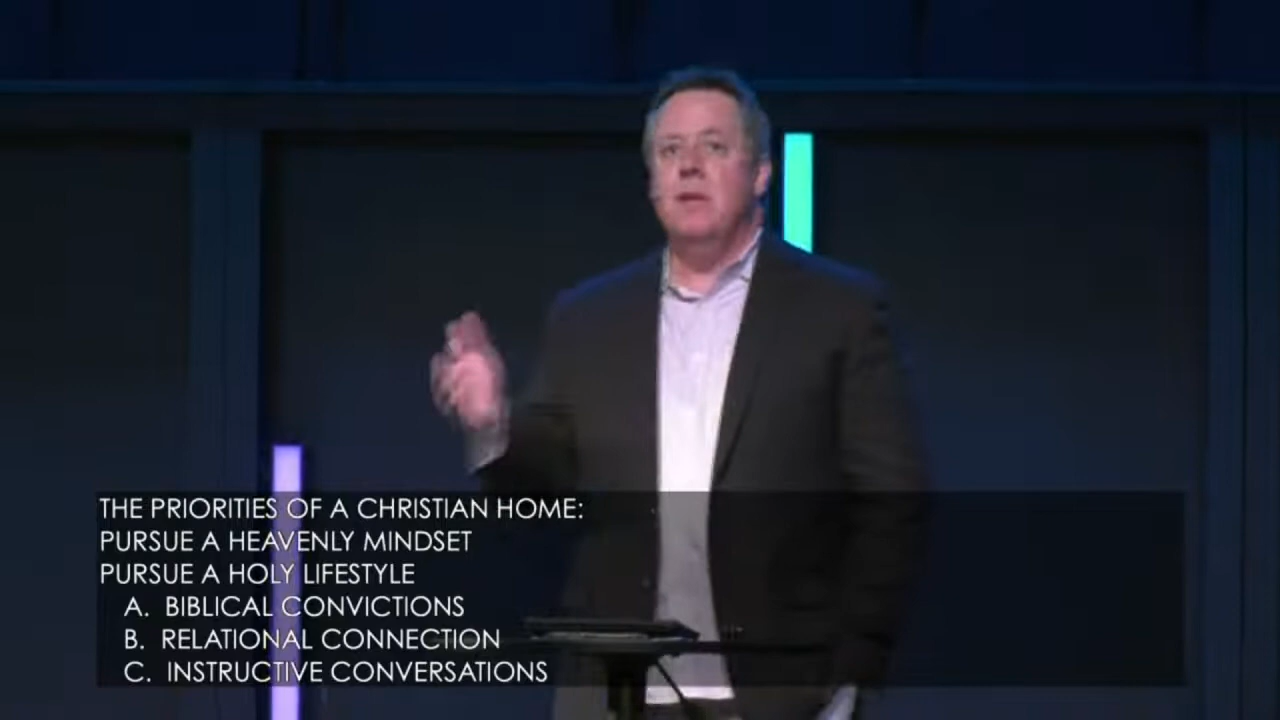 THE PRIORITIES OF A CHRISTIAN HOME:
PURSUE A HEAVENLY MINDSET
PURSUE A HOLY LIFESTYLE
A. BIBLICAL CONVICTIONS
B. RELATIONAL CONNECTION
C. INSTRUCTIVE CONVERSATIONS